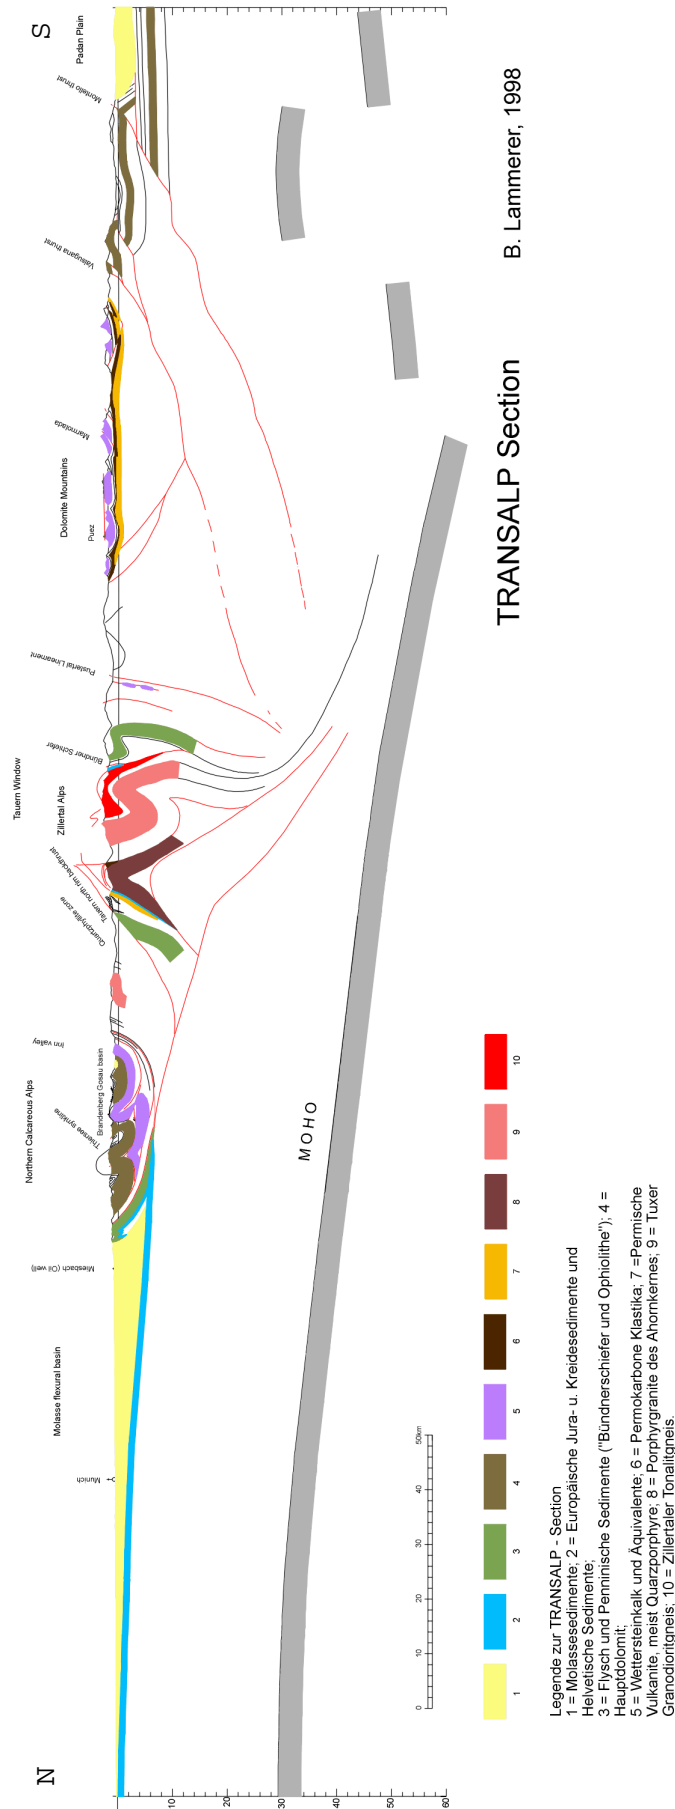 N
S
Tauern Window
Northern Calcareous Alps
Zillertal Alps
Dolomite Mountains
Padan Plain
Molasse flexural basin
Munich
Miesbach (Oil well)
Thiersee synkline
Brandenberg Gosau basin
Inn valley
Quartzphyllite zone
Tauern north rim backthrust
Bündner Schiefer
Pustertal Lineament
Puez
Marmolada
Valsugana thurst
Montello thrust
10
20
30
40
50
60
MOHO
0
10
20
30
40
50km
TRANSALP Section
B. Lammerer, 1998
1
2
3
4
5
6
7
8
9
10
Legende zur TRANSALP - Section
1 = Molassesedimente; 2 = Europäische Jura- u. Kreidesedimente und
Helvetische Sedimente;
3 = Flysch und Penninische Sedimente ("Bündnerschiefer und Ophiolithe"); 4 =
Hauptdolomit;
5 = Wettersteinkalk und Äquivalente; 6 = Permokarbone Klastika; 7 =Permische
Vulkanite, meist Quarzporphyre; 8 = Porphyrgranite des Ahornkernes; 9 = Tuxer
Granodioritgneis; 10 = Zillertaler Tonalitgneis.